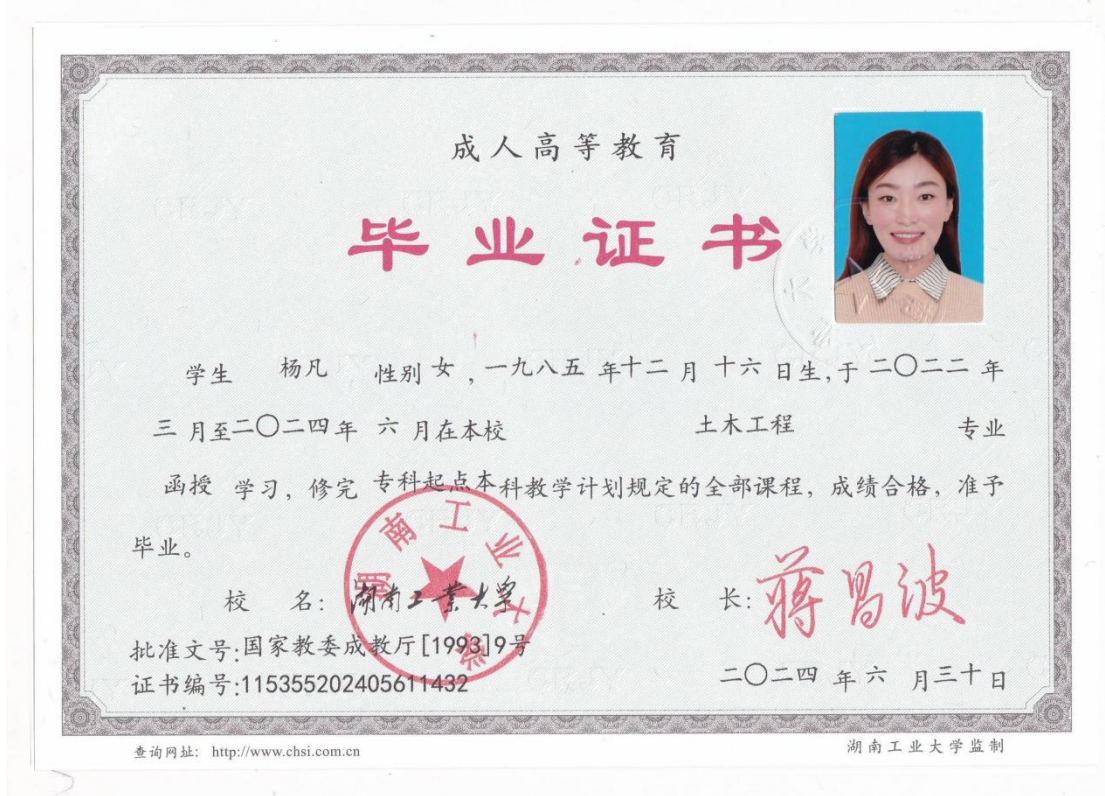 成人高等教育
毕业证书
学生 杨凡 性别 女 ,一九八五 年十二 月 十六 日生,于 二〇二二 年
三 月至二〇二四年 六 月在本校 土木工程 专业
函授 学习，修完 专科起点本科教学计划规定的全部课程，成绩合格，准予
毕业。
校 名: 湖南工業大学 校 长: 蒋昌波
湖南工业大学
批准文号:国家教委成教厅[1993]9号
证书编号:115355202405611432 二〇二四 年 六 月三十日
查询网址: http://www.chsi.com.cn 湖南工业大学监制